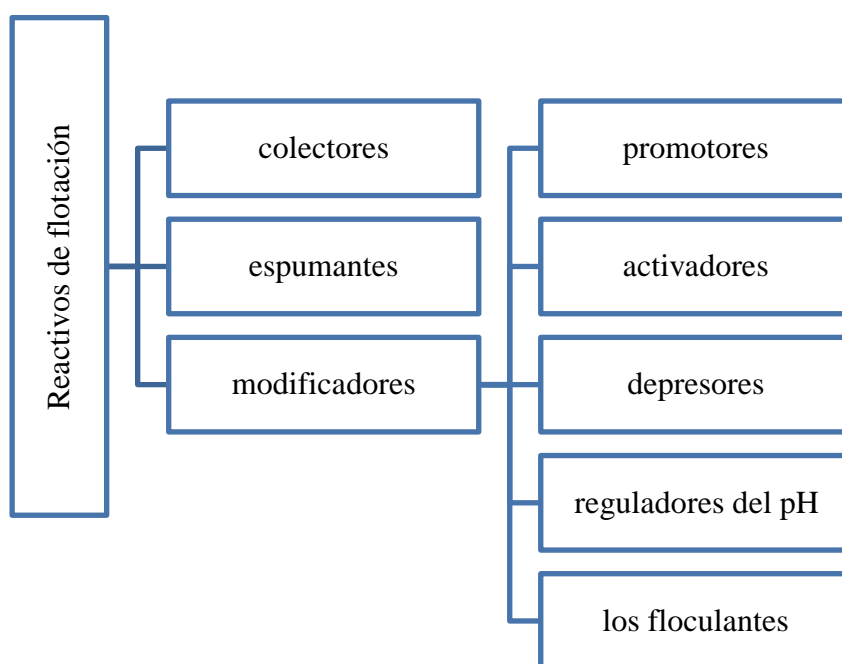 Reactivos de flotación
colectores
espumantes
modificadores
promotores
activadores
depresores
reguladores del pH
los floculantes